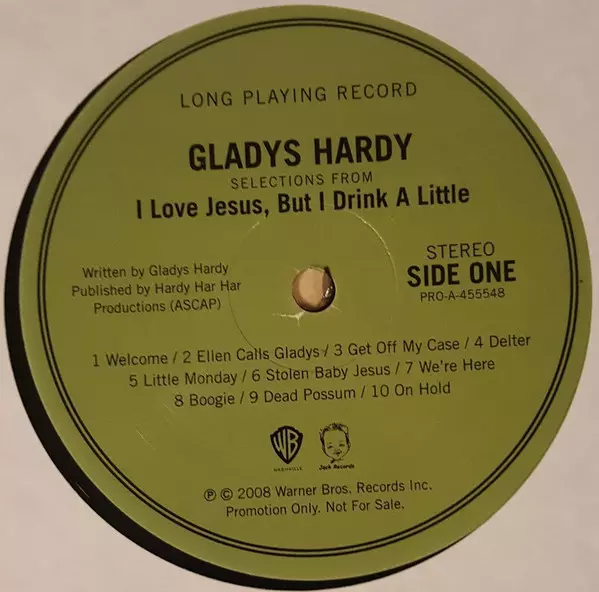 LONG PLAYING RECORD
GLADYS HARDY
SELECTIONS FROM
I Love Jesus, But I Drink A Little
Written by Gladys Hardy
Published by Hardy Har Har
Productions (ASCAP)
STEREO
SIDE ONE
PRO-A-455548
1 Welcome / 2 Ellen Calls Gladys / 3 Get Off My Case / 4 Delter
5 Little Monday / 6 Stolen Baby Jesus / 7 We're Here
8 Boogie / 9 Dead Possum / 10 On Hold
WB
NASHVILLE
Jack Records
℗ © 2008 Warner Bros. Records Inc.
Promotion Only. Not For Sale.